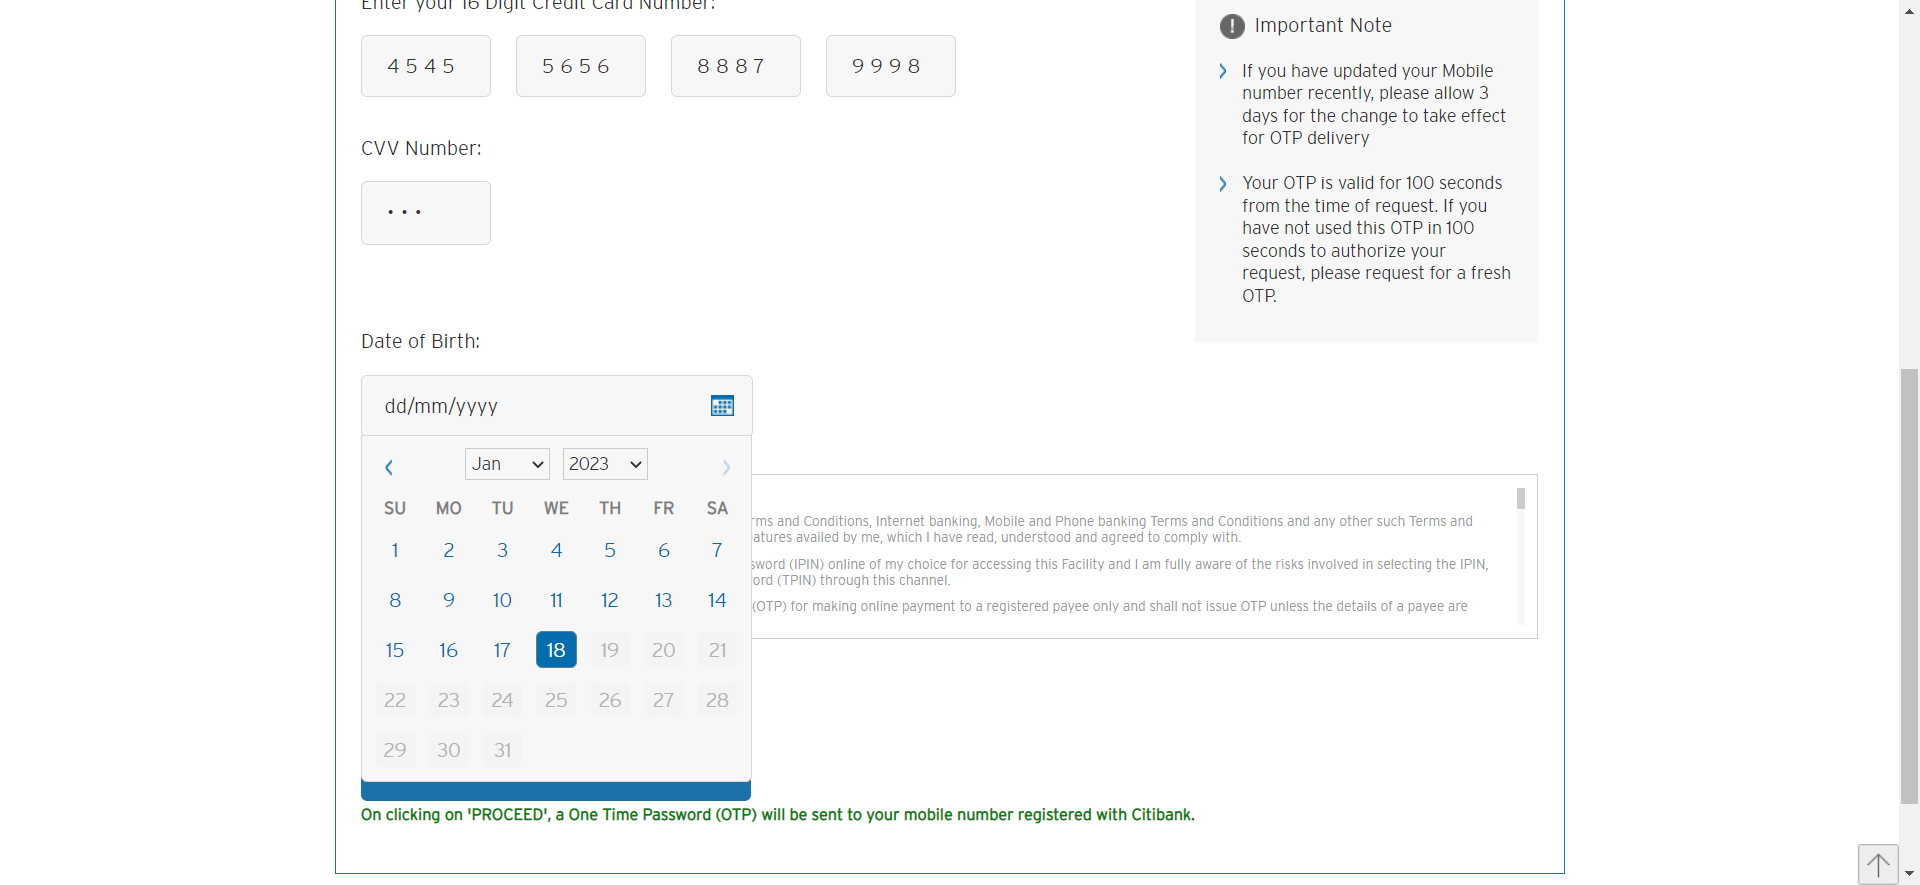 Enter your 16 Digit Credit Card Number:
4545 5656 8887 9998
CVV Number:
Date of Birth:
dd/mm/yyyy
Jan 2023
SU MO TU WE TH FR SA
1 2 3 4 5 6 7
8 9 10 11 12 13 14
15 16 17 18 19 20 21
22 23 24 25 26 27 28
29 30 31
rms and Conditions, Internet banking, Mobile and Phone banking Terms and Conditions and any other such Terms and
atures availed by me, which I have read, understood and agreed to comply with.
sword (IPIN) online of my choice for accessing this Facility and I am fully aware of the risks involved in selecting the IPIN,
ord (TPIN) through this channel.
(OTP) for making online payment to a registered payee only and shall not issue OTP unless the details of a payee are
On clicking on 'PROCEED', a One Time Password (OTP) will be sent to your mobile number registered with Citibank.
Important Note
If you have updated your Mobile
number recently, please allow 3
days for the change to take effect
for OTP delivery
Your OTP is valid for 100 seconds
from the time of request. If you
have not used this OTP in 100
seconds to authorize your
request, please request for a fresh
OTP.